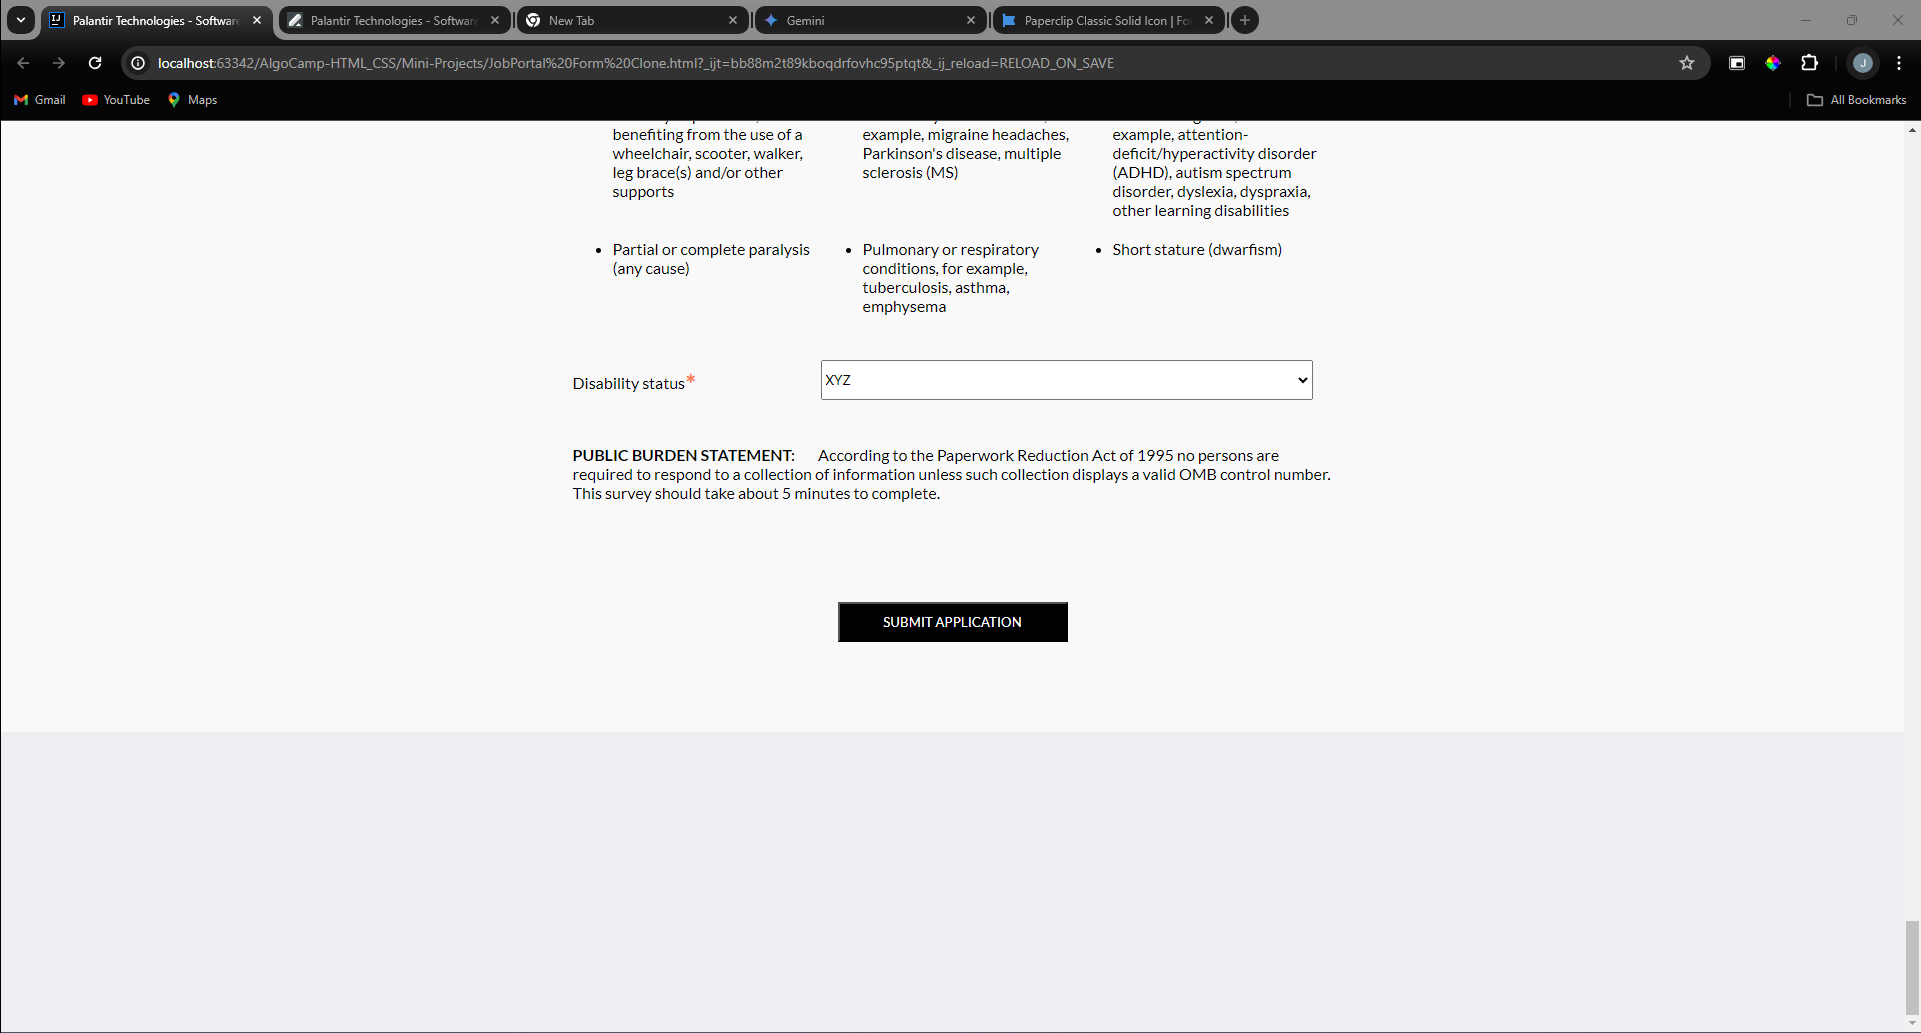 Palantir Technologies - Software
Palantir Technologies - Software
New Tab
Gemini
Paperclip Classic Solid Icon | Fo
localhost:63342/AlgoCamp-HTML_CSS/Mini-Projects/JobPortal%20Form%20Clone.html?_ijt=bb88m2t89kboqdrfovhc95ptqt&_ij_reload=RELOAD_ON_SAVE
J
Gmail
YouTube
Maps
All Bookmarks
benefiting from the use of a
wheelchair, scooter, walker,
leg brace(s) and/or other
supports
example, migraine headaches,
Parkinson's disease, multiple
sclerosis (MS)
example, attention-
deficit/hyperactivity disorder
(ADHD), autism spectrum
disorder, dyslexia, dyspraxia,
other learning disabilities
• Partial or complete paralysis
(any cause)
• Pulmonary or respiratory
conditions, for example,
tuberculosis, asthma,
emphysema
• Short stature (dwarfism)
Disability status*
XYZ
PUBLIC BURDEN STATEMENT: According to the Paperwork Reduction Act of 1995 no persons are
required to respond to a collection of information unless such collection displays a valid OMB control number.
This survey should take about 5 minutes to complete.
SUBMIT APPLICATION